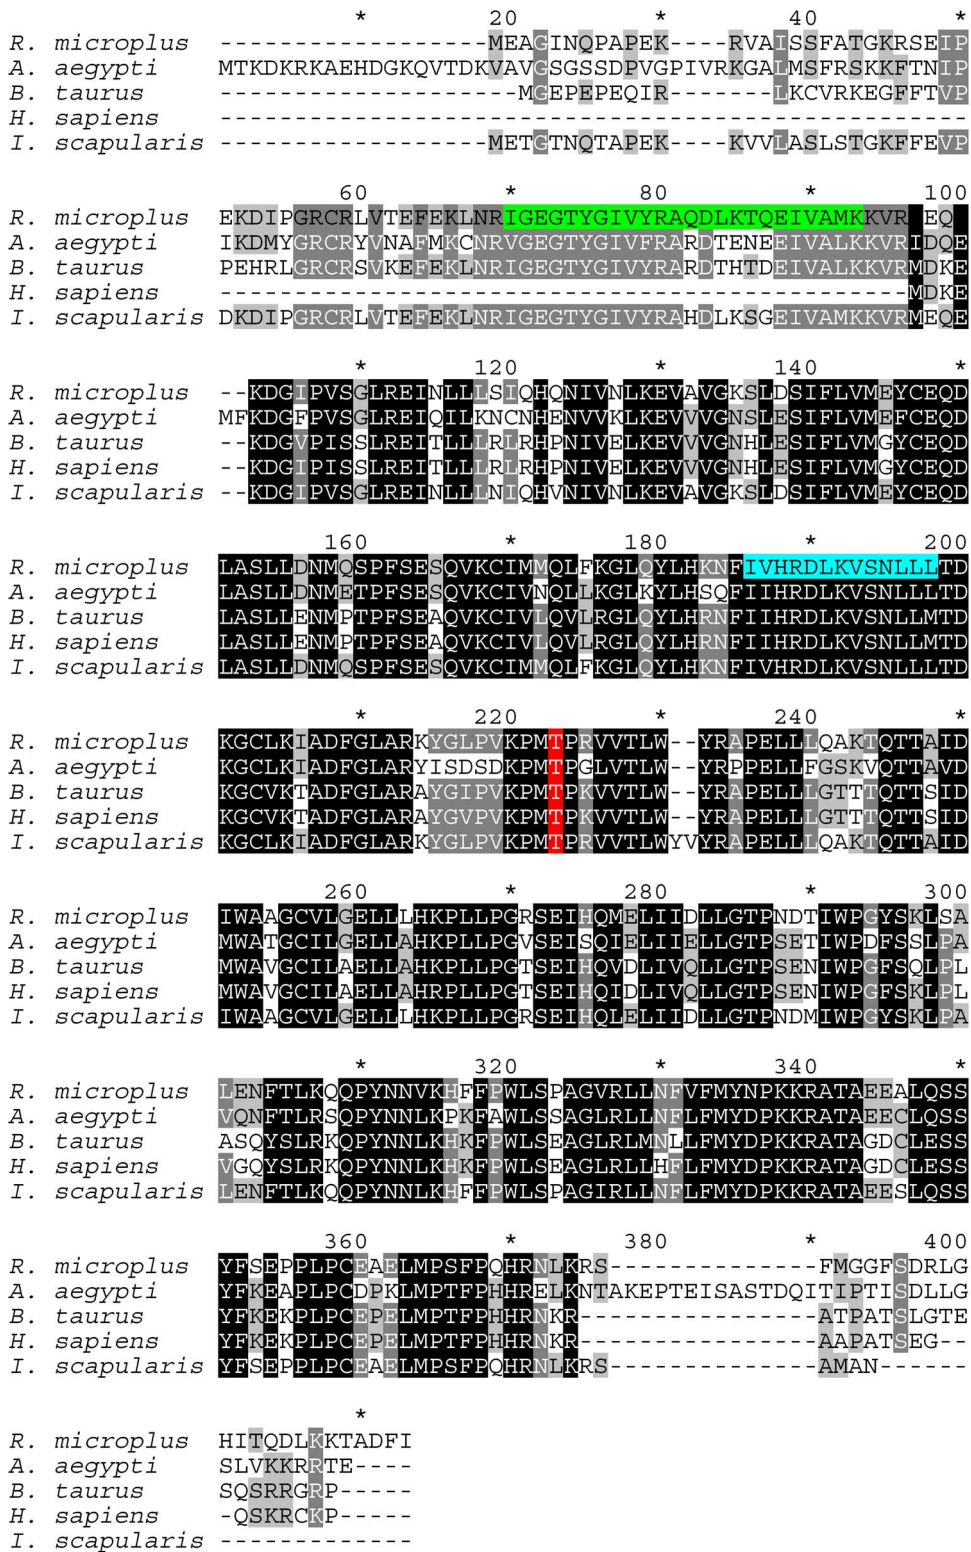 * 20 * 40 *
R. microplus ------------------MEAGINQPAPEK----RVAISSFATGKRSEIP
A. aegypti MTKDKRKAEHDGKQVTDKVAVGSGSSDPVGPIVRKGALMSFRSKKFTNIP
B. taurus --------------------MGEPEPEQIR-------LKCVRKEGFFTVP
H. sapiens --------------------------------------------------
I. scapularis ------------------METGTNQTAPEK----KVVLASLSTGKFFEVP
60 * 80 * 100
R. microplus EKDIPGRCRLVTEFEKLNRIGEGTYGIVYRAQDLKTQEIVAMKKVR-EQ-
A. aegypti IKDMYGRCRYVNAFMKCNRVGEGTYGIVFRARDTENEEIVALKKVRIDQE
B. taurus PEHRLGRCRSVKEFEKLNRIGEGTYGIVYRARDTHTDEIVALKKVRMDKE
H. sapiens ----------------------------------------------MDKE
I. scapularis DKDIPGRCRLVTEFEKLNRIGEGTYGIVYRAHDLKSGEIVAMKKVRMEQE
* 120 * 140 *
R. microplus --KDGIPVSGLREINLLLSIQHQNIVNLKEVAVGKSLDSIFLVMEYCEQD
A. aegypti MFKDGFPVSGLREIQILKNCNHENVVKLKEVVVGNSLESIFLVMEFCEQD
B. taurus --KDGVPISSLREITLLLRLRHPNIVELKEVVVGNHLESIFLVMGYCEQD
H. sapiens --KDGIPISSLREITLLLRLRHPNIVELKEVVVGNHLESIFLVMGYCEQD
I. scapularis --KDGIPVSGLREINLLLNIQHVNIVNLKEVAVGKSLDSIFLVMEYCEQD
160 * 180 * 200
R. microplus LASLLDNMQSPFSESQVKCIMMQLFKGLQYLHKNFIVHRDLKVSNLLLTD
A. aegypti LASLLDNMETPFSESQVKCIVNQLLKGLKYLHSQFIIHRDLKVSNLLLTD
B. taurus LASLLENMPTPFSEAQVKCIVLQVLRGLQYLHRNFIIHRDLKVSNLLMTD
H. sapiens LASLLENMPTPFSEAQVKCIVLQVLRGLQYLHRNFIIHRDLKVSNLLMTD
I. scapularis LASLLDNMQSPFSESQVKCIMMQLFKGLQYLHKNFIVHRDLKVSNLLLTD
* 220 * 240 *
R. microplus KGCLKIADFGLARKYGLPVKPMTPRVVTLW--YRAPELLLQAKTQTTAID
A. aegypti KGCLKIADFGLARYISDSDKPMTPGLVTLW--YRPPELLFGSKVQTTAVD
B. taurus KGCVKTADFGLARAYGIPVKPMTPKVVTLW--YRAPELLLGTTTQTTSID
H. sapiens KGCVKTADFGLARAYGVPVKPMTPKVVTLW--YRAPELLLGTTTQTTSID
I. scapularis KGCLKIADFGLARKYGLPVKPMTPRVVTLWYVYRAPELLLQAKTQTTAID
260 * 280 * 300
R. microplus IWAAGCVLGELLLHKPLLPGRSEIHQMELIIDLLGTPNDTIWPGYSKLSA
A. aegypti MWATGCILGELLAHKPLLPGVSEISQIELIIELLGTPSETIWPDFSSLPA
B. taurus MWAVGCILAELLAHKPLLPGTSEIHQVDLIVQLLGTPSENIWPGFSQLPL
H. sapiens MWAVGCILAELLAHRPLLPGTSEIHQIDLIVQLLGTPSENIWPGFSKLPL
I. scapularis IWAAGCVLGELLLHKPLLPGRSEIHQLELIIDLLGTPNDMIWPGYSKLPA
* 320 * 340 *
R. microplus LENFTLKQQPYNNVKHFFPWLSPAGVRLLNFVFMYNPKKRATAEEALQSS
A. aegypti VQNFTLRSQPYNNLKPKFAWLSSAGLRLLNFLFMYDPKKRATAEECLQSS
B. taurus ASQYSLRKQPYNNLKHKFPWLSEAGLRLMNLLFMYDPKKRATAGDCLESS
H. sapiens VGQYSLRKQPYNNLKHKFPWLSEAGLRLLHFLFMYDPKKRATAGDCLESS
I. scapularis LENFTLKQQPYNNLKHFFPWLSPAGIRLLNFLFMYDPKKRATAEESLQSS
360 * 380 * 400
R. microplus YFSEPPLPCEAELMPSFPQHRNLKRS--------------FMGGFSDRLG
A. aegypti YFKEAPLPCDPKLMPTFPHHRELKNTAKEPTEISASTDQITIPTISDLLG
B. taurus YFKEKPLPCEPELMPTFPHHRNKR----------------ATPATSLGTE
H. sapiens YFKEKPLPCEPELMPTFPHHRNKR----------------AAPATSEG--
I. scapularis YFSEPPLPCEAELMPSFPQHRNLKRS--------------AMAN------
*
R. microplus HITQDLKKTADFI
A. aegypti SLVKKRRTE----
B. taurus SQSRRGRP-----
H. sapiens -QSKRCKP-----
I. scapularis -------------